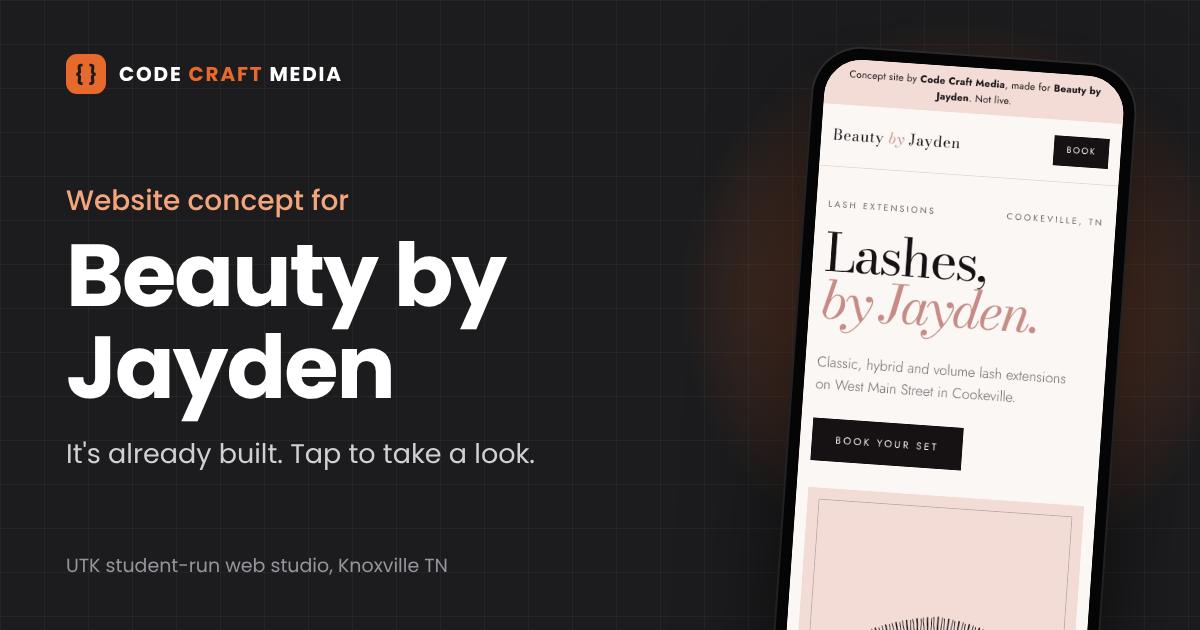 { } CODE CRAFT MEDIA
Website concept for
Beauty by
Jayden
It's already built. Tap to take a look.
UTK student-run web studio, Knoxville TN
Concept site by Code Craft Media, made for Beauty by
Jayden. Not live.
Beauty by Jayden
BOOK
LASH EXTENSIONS
COOKEVILLE, TN
Lashes,
by Jayden.
Classic, hybrid and volume lash extensions
on West Main Street in Cookeville.
BOOK YOUR SET